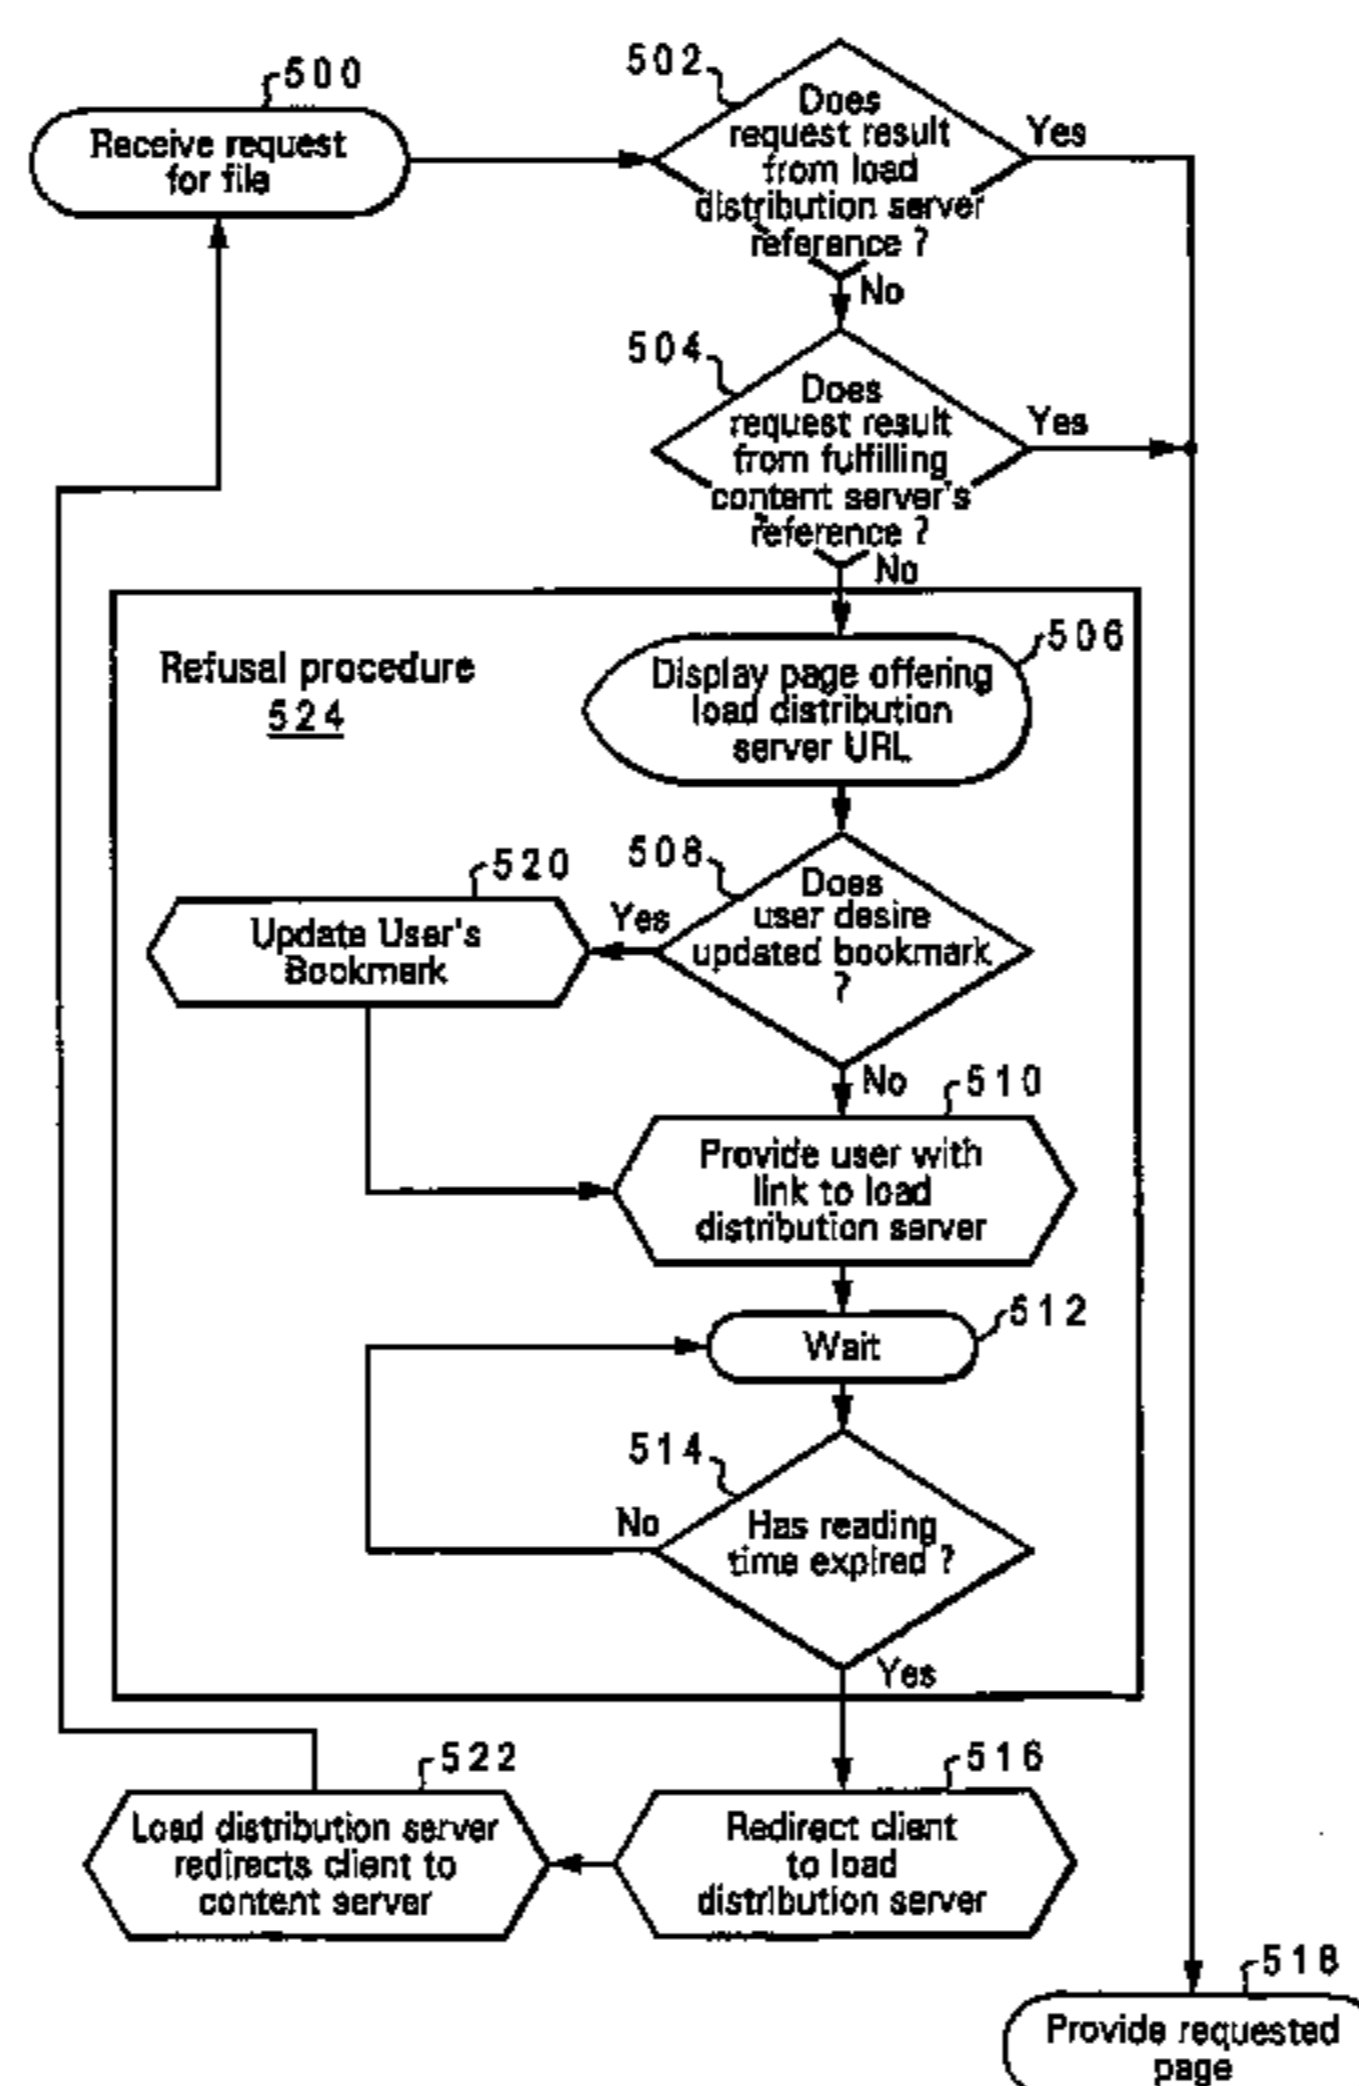 500
Receive request
for file
502
Does
request result
from load
distribution server
reference ?
Yes
No
504
Does
request result
from fulfilling
content server's
reference ?
Yes
No
Refusal procedure
524
506
Display page offering
load distribution
server URL
508
Does
user desire
updated bookmark
?
Yes
No
520
Update User's
Bookmark
510
Provide user with
link to load
distribution server
512
Wait
514
Has reading
time expired ?
No
Yes
516
Redirect client
to load
distribution server
522
Load distribution server
redirects client to
content server
518
Provide requested
page